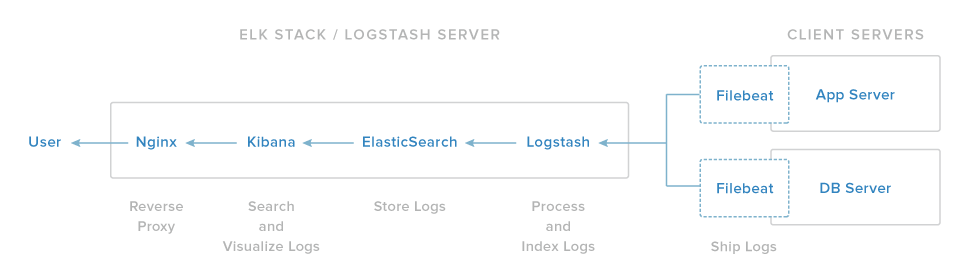 ELK STACK / LOGSTASH SERVER
CLIENT SERVERS
Filebeat
App Server
User
Nginx
Kibana
ElasticSearch
Logstash
Filebeat
DB Server
Reverse
Proxy
Search
and
Visualize Logs
Store Logs
Process
and
Index Logs
Ship Logs